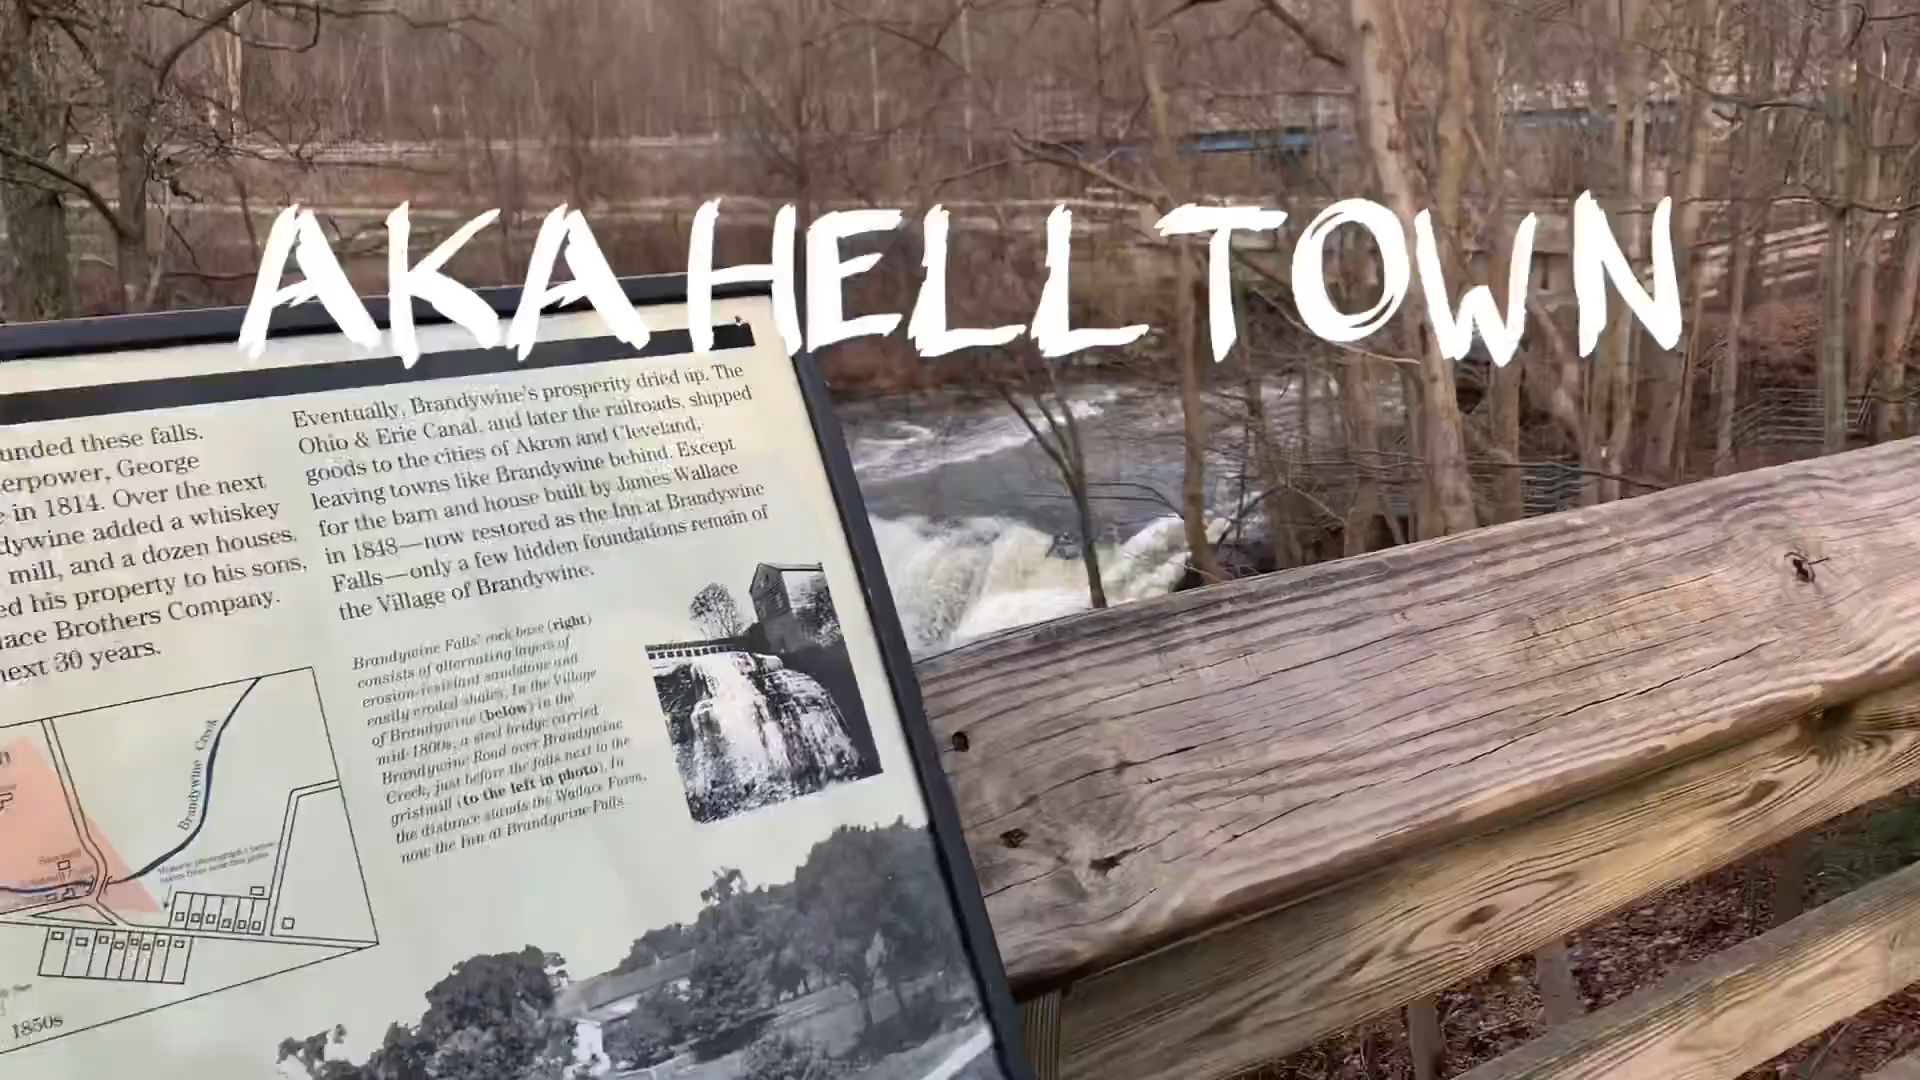 AKA HELL TOWN
unded these falls.
erpower, George
e in 1814. Over the next
dywine added a whiskey
mill, and a dozen houses.
ed his property to his sons,
lace Brothers Company.
next 30 years.
Eventually, Brandywine's prosperity dried up. The
Ohio & Erie Canal, and later the railroads, shipped
goods to the cities of Akron and Cleveland,
leaving towns like Brandywine behind. Except
for the barn and house built by James Wallace
in 1848—now restored as the Inn at Brandywine
Falls—only a few hidden foundations remain of
the Village of Brandywine.
Brandywine Falls' rock base (right)
consists of alternating layers of
erosion-resistant sandstone and
easily eroded shales. In the Village
of Brandywine (below) in the
mid-1800s, a steel bridge carried
Brandywine Road over Brandywine
Creek, just before the falls next to the
gristmill (to the left in photo). In
the distance stands the Wallace Farm,
now the Inn at Brandywine Falls.
Brandywine Creek
1850s